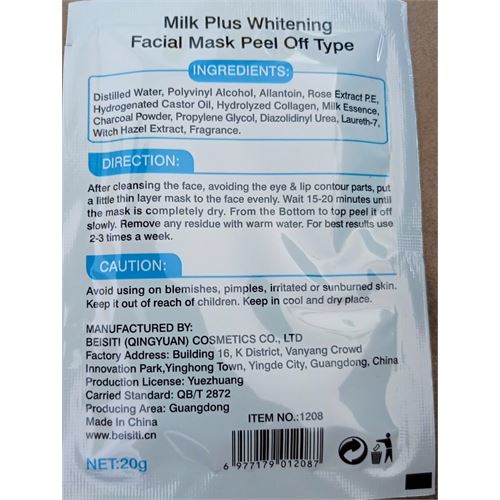 Milk Plus Whitening
Facial Mask Peel Off Type
INGREDIENTS:
Distilled Water, Polyvinyl Alcohol, Allantoin, Rose Extract P.E,
Hydrogenated Castor Oil, Hydrolyzed Collagen, Milk Essence,
Charcoal Powder, Propylene Glycol, Diazolidinyl Urea, Laureth-7,
Witch Hazel Extract, Fragrance.
DIRECTION:
After cleansing the face, avoiding the eye & lip contour parts, put
a little thin layer mask to the face evenly. Wait 15-20 minutes until
the mask is completely dry. From the Bottom to top peel it off
slowly. Remove any residue with warm water. For best results use
2-3 times a week.
CAUTION:
Avoid using on blemishes, pimples, irritated or sunburned skin.
Keep it out of reach of children. Keep in cool and dry place.
MANUFACTURED BY:
BEISITI (QINGYUAN) COSMETICS CO., LTD
Factory Address: Building 16, K District, Vanyang Crowd
Innovation Park,Yinghong Town, Yingde City, Guangdong, China
Production License: Yuezhuang
Carried Standard: QB/T 2872
Producing Area: Guangdong
Made In China
www.beisiti.cn
ITEM NO.:1208
NET:20g
6 977179 012087